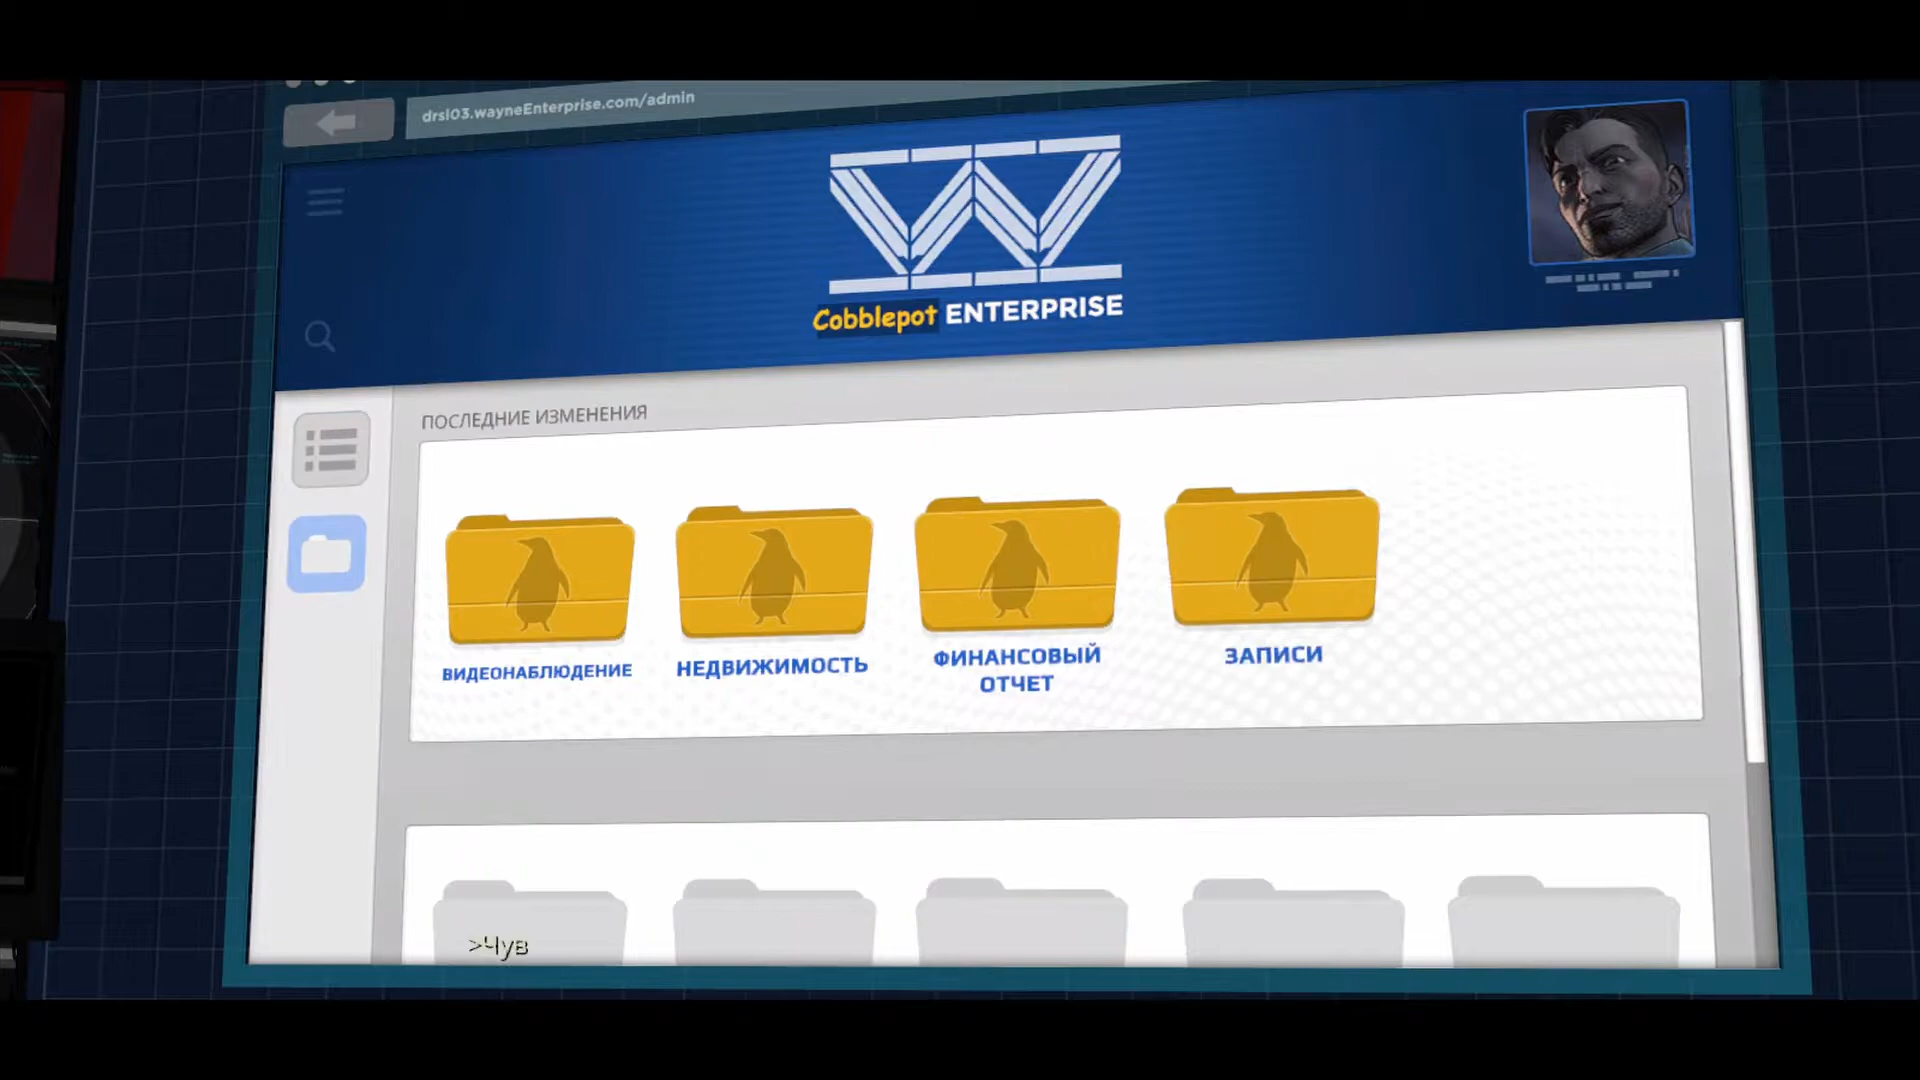 drsl03.wayneEnterprise.com/admin
Cobblepot ENTERPRISE
ПОСЛЕДНИЕ ИЗМЕНЕНИЯ
ВИДЕОНАБЛЮДЕНИЕ
НЕДВИЖИМОСТЬ
ФИНАНСОВЫЙ
ОТЧЕТ
ЗАПИСИ
>Чув